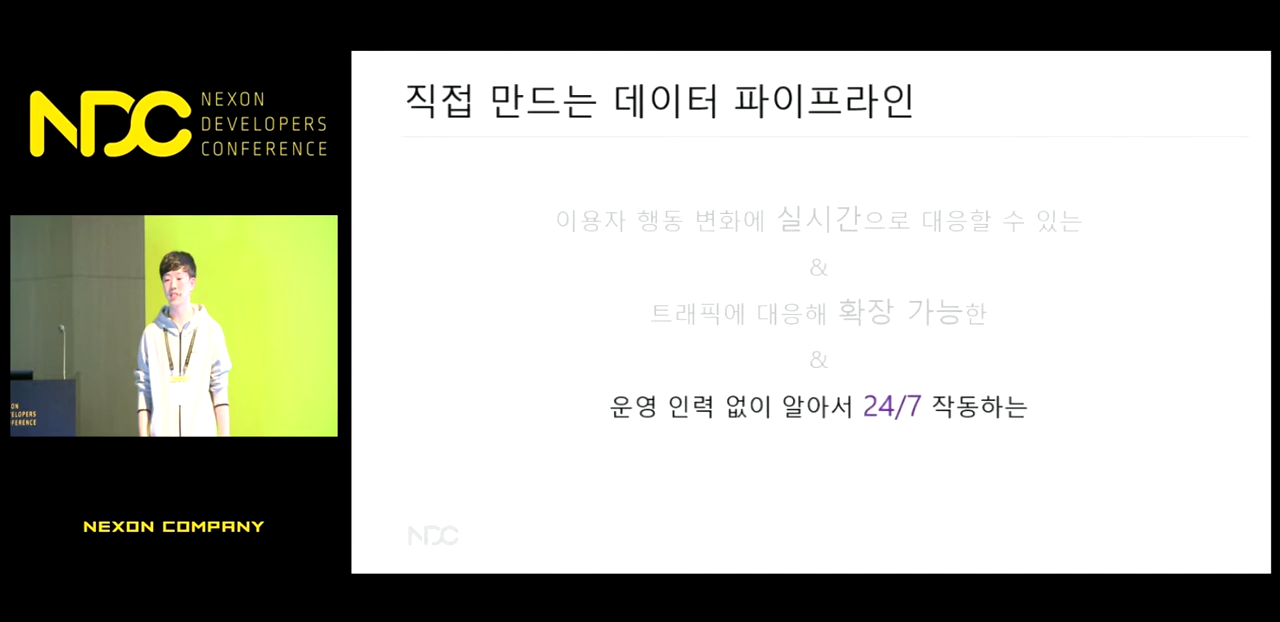 NDC
NEXON
DEVELOPERS
CONFERENCE
직접 만드는 데이터 파이프라인
이용자 행동 변화에 실시간으로 대응할 수 있는
&
트래픽에 대응해 확장 가능한
&
운영 인력 없이 알아서 24/7 작동하는
ON
ELOPERS
FERENCE
NEXON COMPANY
NDC